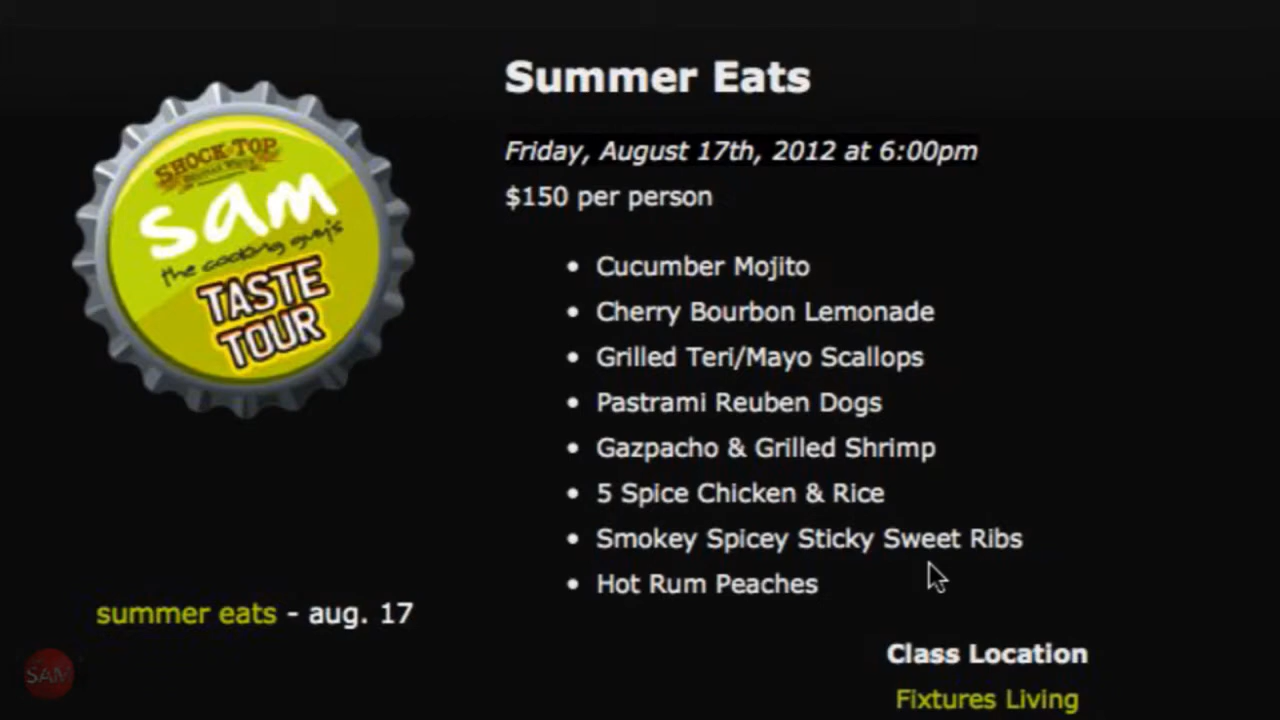 Summer Eats
Friday, August 17th, 2012 at 6:00pm
$150 per person
Cucumber Mojito
Cherry Bourbon Lemonade
Grilled Teri/Mayo Scallops
Pastrami Reuben Dogs
Gazpacho & Grilled Shrimp
5 Spice Chicken & Rice
Smokey Spicey Sticky Sweet Ribs
Hot Rum Peaches
SHOCK TOP
sam
the cooking guy's
TASTE
TOUR
summer eats - aug. 17
Class Location
Fixtures Living
SAM